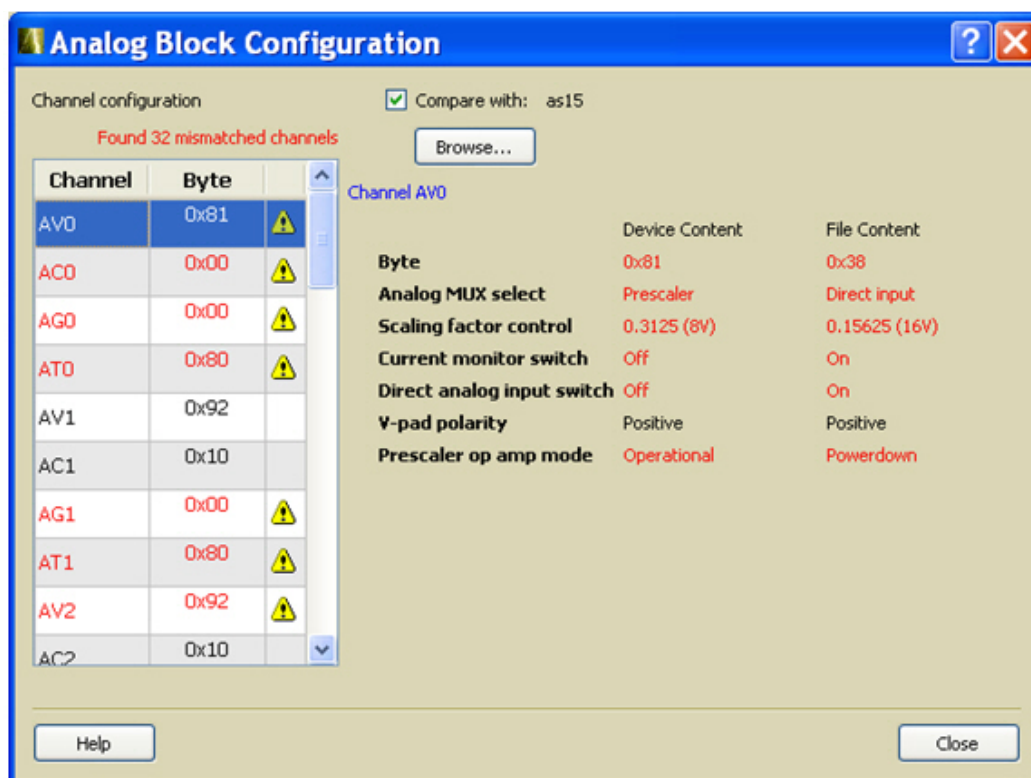 Analog Block Configuration
Channel configuration
Compare with: as15
Found 32 mismatched channels
Browse...
Channel Byte
Channel AV0
AV0 0x81
Device Content File Content
AC0 0x00
Byte 0x81 0x38
Analog MUX select Prescaler Direct input
AG0 0x00
Scaling factor control 0.3125 (8V) 0.15625 (16V)
AT0 0x80
Current monitor switch Off On
Direct analog input switch Off On
AV1 0x92
V-pad polarity Positive Positive
AC1 0x10
Prescaler op amp mode Operational Powerdown
AG1 0x00
AT1 0x80
AV2 0x92
AC2 0x10
Help Close